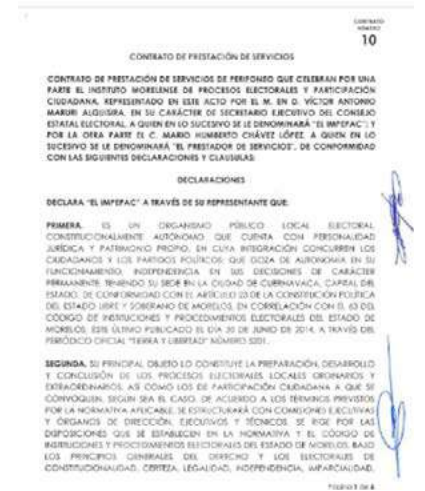 CONTRATO
NÚMERO
10
CONTRATO DE PRESTACIÓN DE SERVICIOS
CONTRATO DE PRESTACIÓN DE SERVICIOS DE PERIFONEO QUE CELEBRAN POR UNA
PARTE EL INSTITUTO MORELENSE DE PROCESOS ELECTORALES Y PARTICIPACIÓN
CIUDADANA, REPRESENTADO EN ESTE ACTO POR EL M. EN D. VÍCTOR ANTONIO
MARURI ALQUISIRA, EN SU CARÁCTER DE SECRETARIO EJECUTIVO DEL CONSEJO
ESTATAL ELECTORAL, A QUIEN EN LO SUCESIVO SE LE DENOMINARÁ "EL IMPEPAC"; Y
POR LA OTRA PARTE EL C. MARIO HUMBERTO CHÁVEZ LÓPEZ, A QUIEN EN LO
SUCESIVO SE LE DENOMINARÁ "EL PRESTADOR DE SERVICIOS", DE CONFORMIDAD
CON LAS SIGUIENTES DECLARACIONES Y CLAUSULAS:
DECLARACIONES
DECLARA "EL IMPEPAC" A TRAVÉS DE SU REPRESENTANTE QUE:
PRIMERA. ES UN ORGANISMO PÚBLICO LOCAL ELECTORAL,
CONSTITUCIONALMENTE AUTÓNOMO QUE CUENTA CON PERSONALIDAD
JURÍDICA Y PATRIMONIO PROPIO, EN CUYA INTEGRACIÓN CONCURREN LOS
CIUDADANOS Y LOS PARTIDOS POLÍTICOS; QUE GOZA DE AUTONOMÍA EN SU
FUNCIONAMIENTO, INDEPENDENCIA EN SUS DECISIONES DE CARÁCTER
PERMANENTE, TENIENDO SU SEDE EN LA CIUDAD DE CUERNAVACA, CAPITAL DEL
ESTADO, DE CONFORMIDAD CON EL ARTÍCULO 23 DE LA CONSTITUCIÓN POLÍTICA
DEL ESTADO LIBRE Y SOBERANO DE MORELOS, EN CORRELACIÓN CON EL 63 DEL
CÓDIGO DE INSTITUCIONES Y PROCEDIMIENTOS ELECTORALES DEL ESTADO DE
MORELOS, ESTE ÚLTIMO PUBLICADO EL DÍA 30 DE JUNIO DE 2014, A TRAVÉS DEL
PERIÓDICO OFICIAL "TIERRA Y LIBERTAD" NÚMERO 5201.
SEGUNDA. SU PRINCIPAL OBJETO LO CONSTITUYE LA PREPARACIÓN, DESARROLLO
Y CONCLUSIÓN DE LOS PROCESOS ELECTORALES LOCALES ORDINARIOS Y
EXTRAORDINARIOS, ASÍ COMO LOS DE PARTICIPACIÓN CIUDADANA A QUE SE
CONVOQUEN, SEGÚN SEA EL CASO, DE ACUERDO A LOS TÉRMINOS PREVISTOS
POR LA NORMATIVA APLICABLE, SE ESTRUCTURARÁ CON COMISIONES EJECUTIVAS
Y ÓRGANOS DE DIRECCIÓN, EJECUTIVOS Y TÉCNICOS. SE RIGE POR LAS
DISPOSICIONES QUE SE ESTABLECEN EN LA NORMATIVA Y EL CÓDIGO DE
INSTITUCIONES Y PROCEDIMIENTOS ELECTORALES DEL ESTADO DE MORELOS, BAJO
LOS PRINCIPIOS GENERALES DEL DERECHO Y LOS ELECTORALES DE
CONSTITUCIONALIDAD, CERTEZA, LEGALIDAD, INDEPENDENCIA, IMPARCIALIDAD,